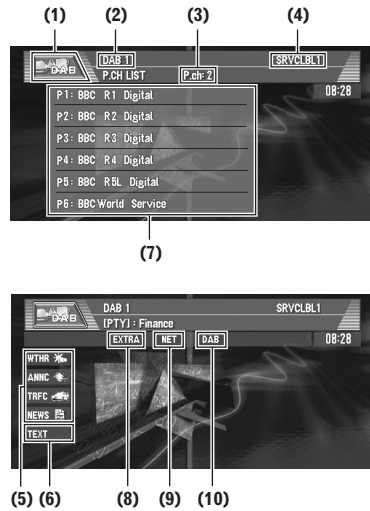 (1) (2) (3) (4)
DAB DAB 1 SRVCLBL1
P.CH LIST P.ch: 2
08:28
P1: BBC R1 Digital
P2: BBC R2 Digital
P3: BBC R3 Digital
P4: BBC R4 Digital
P5: BBC R5L Digital
P6: BBC World Service
(7)
DAB DAB 1 SRVCLBL1
[PTY] : Finance
EXTRA NET DAB 08:28
WTHR
ANNC
TRFC
NEWS
TEXT
(5) (6) (8) (9) (10)